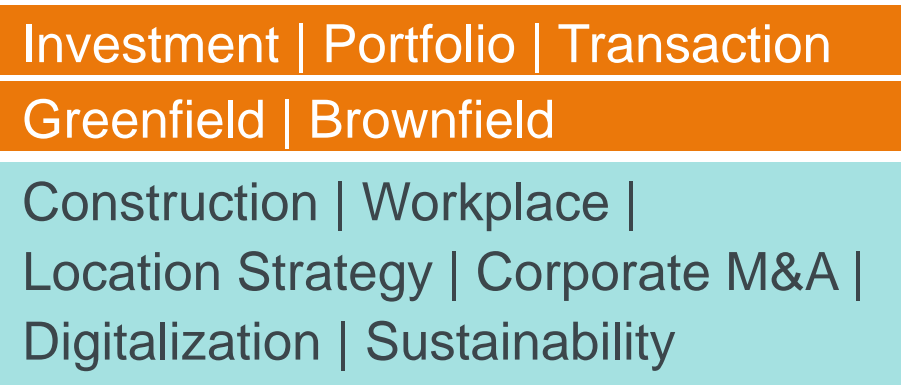 Investment | Portfolio | Transaction
Greenfield | Brownfield
Construction | Workplace |
Location Strategy | Corporate M&A |
Digitalization | Sustainability